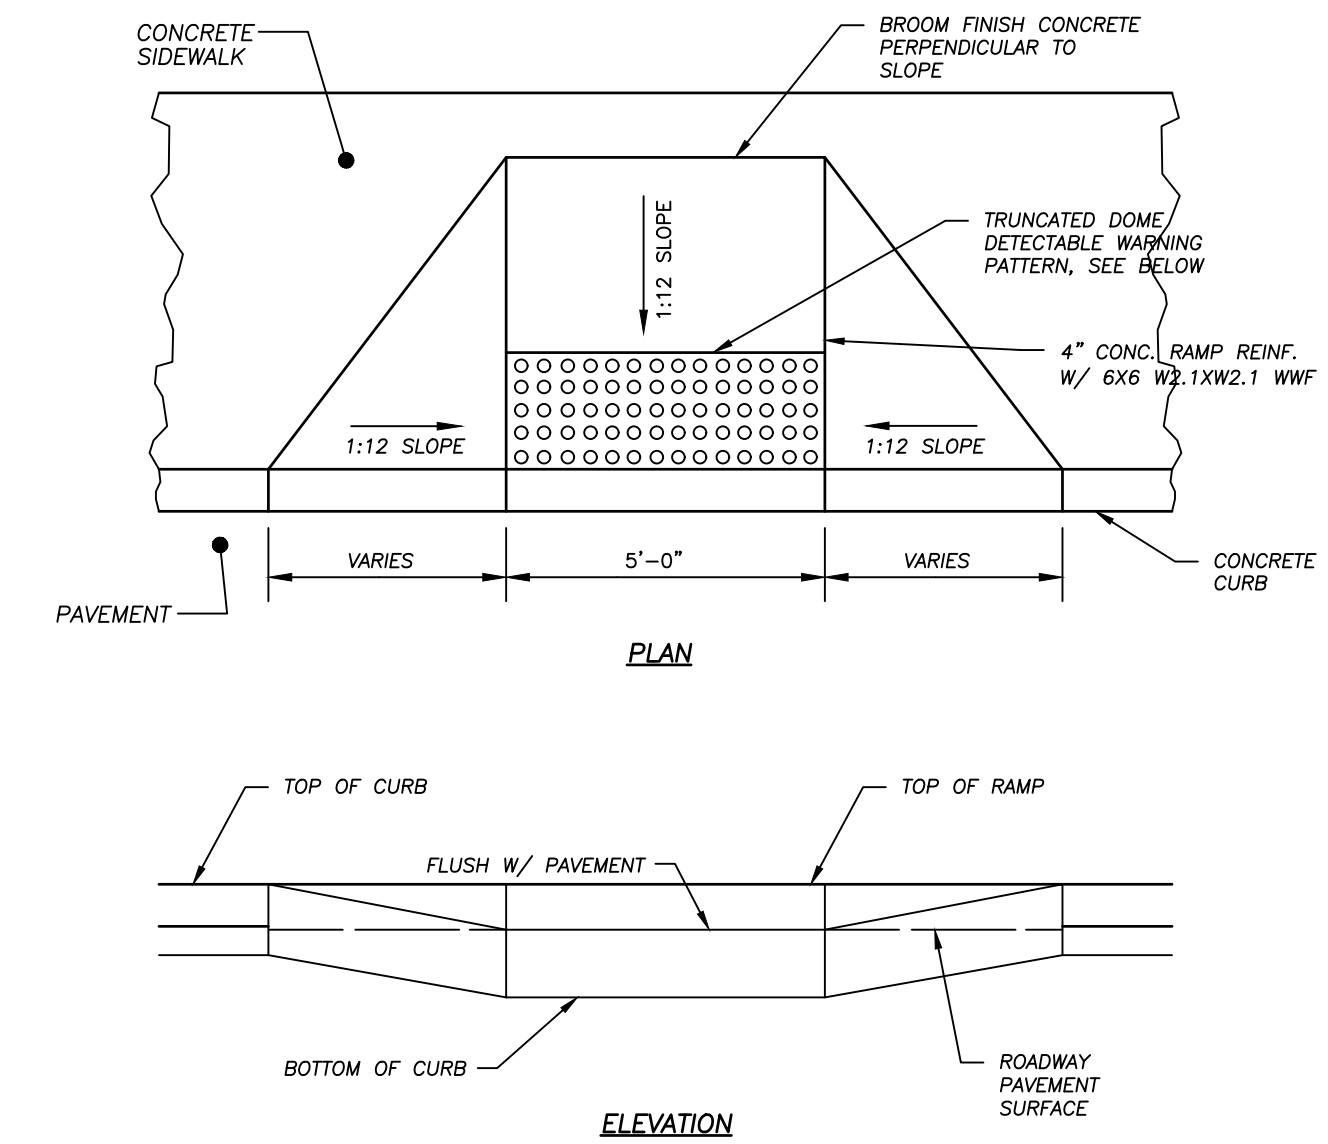 CONCRETE
SIDEWALK
BROOM FINISH CONCRETE
PERPENDICULAR TO
SLOPE
1:12 SLOPE
TRUNCATED DOME
DETECTABLE WARNING
PATTERN, SEE BELOW
4" CONC. RAMP REINF.
W/ 6X6 W2.1XW2.1 WWF
1:12 SLOPE
1:12 SLOPE
VARIES
5'-0"
VARIES
CONCRETE
CURB
PAVEMENT
PLAN
TOP OF CURB
TOP OF RAMP
FLUSH W/ PAVEMENT
BOTTOM OF CURB
ROADWAY
PAVEMENT
SURFACE
ELEVATION